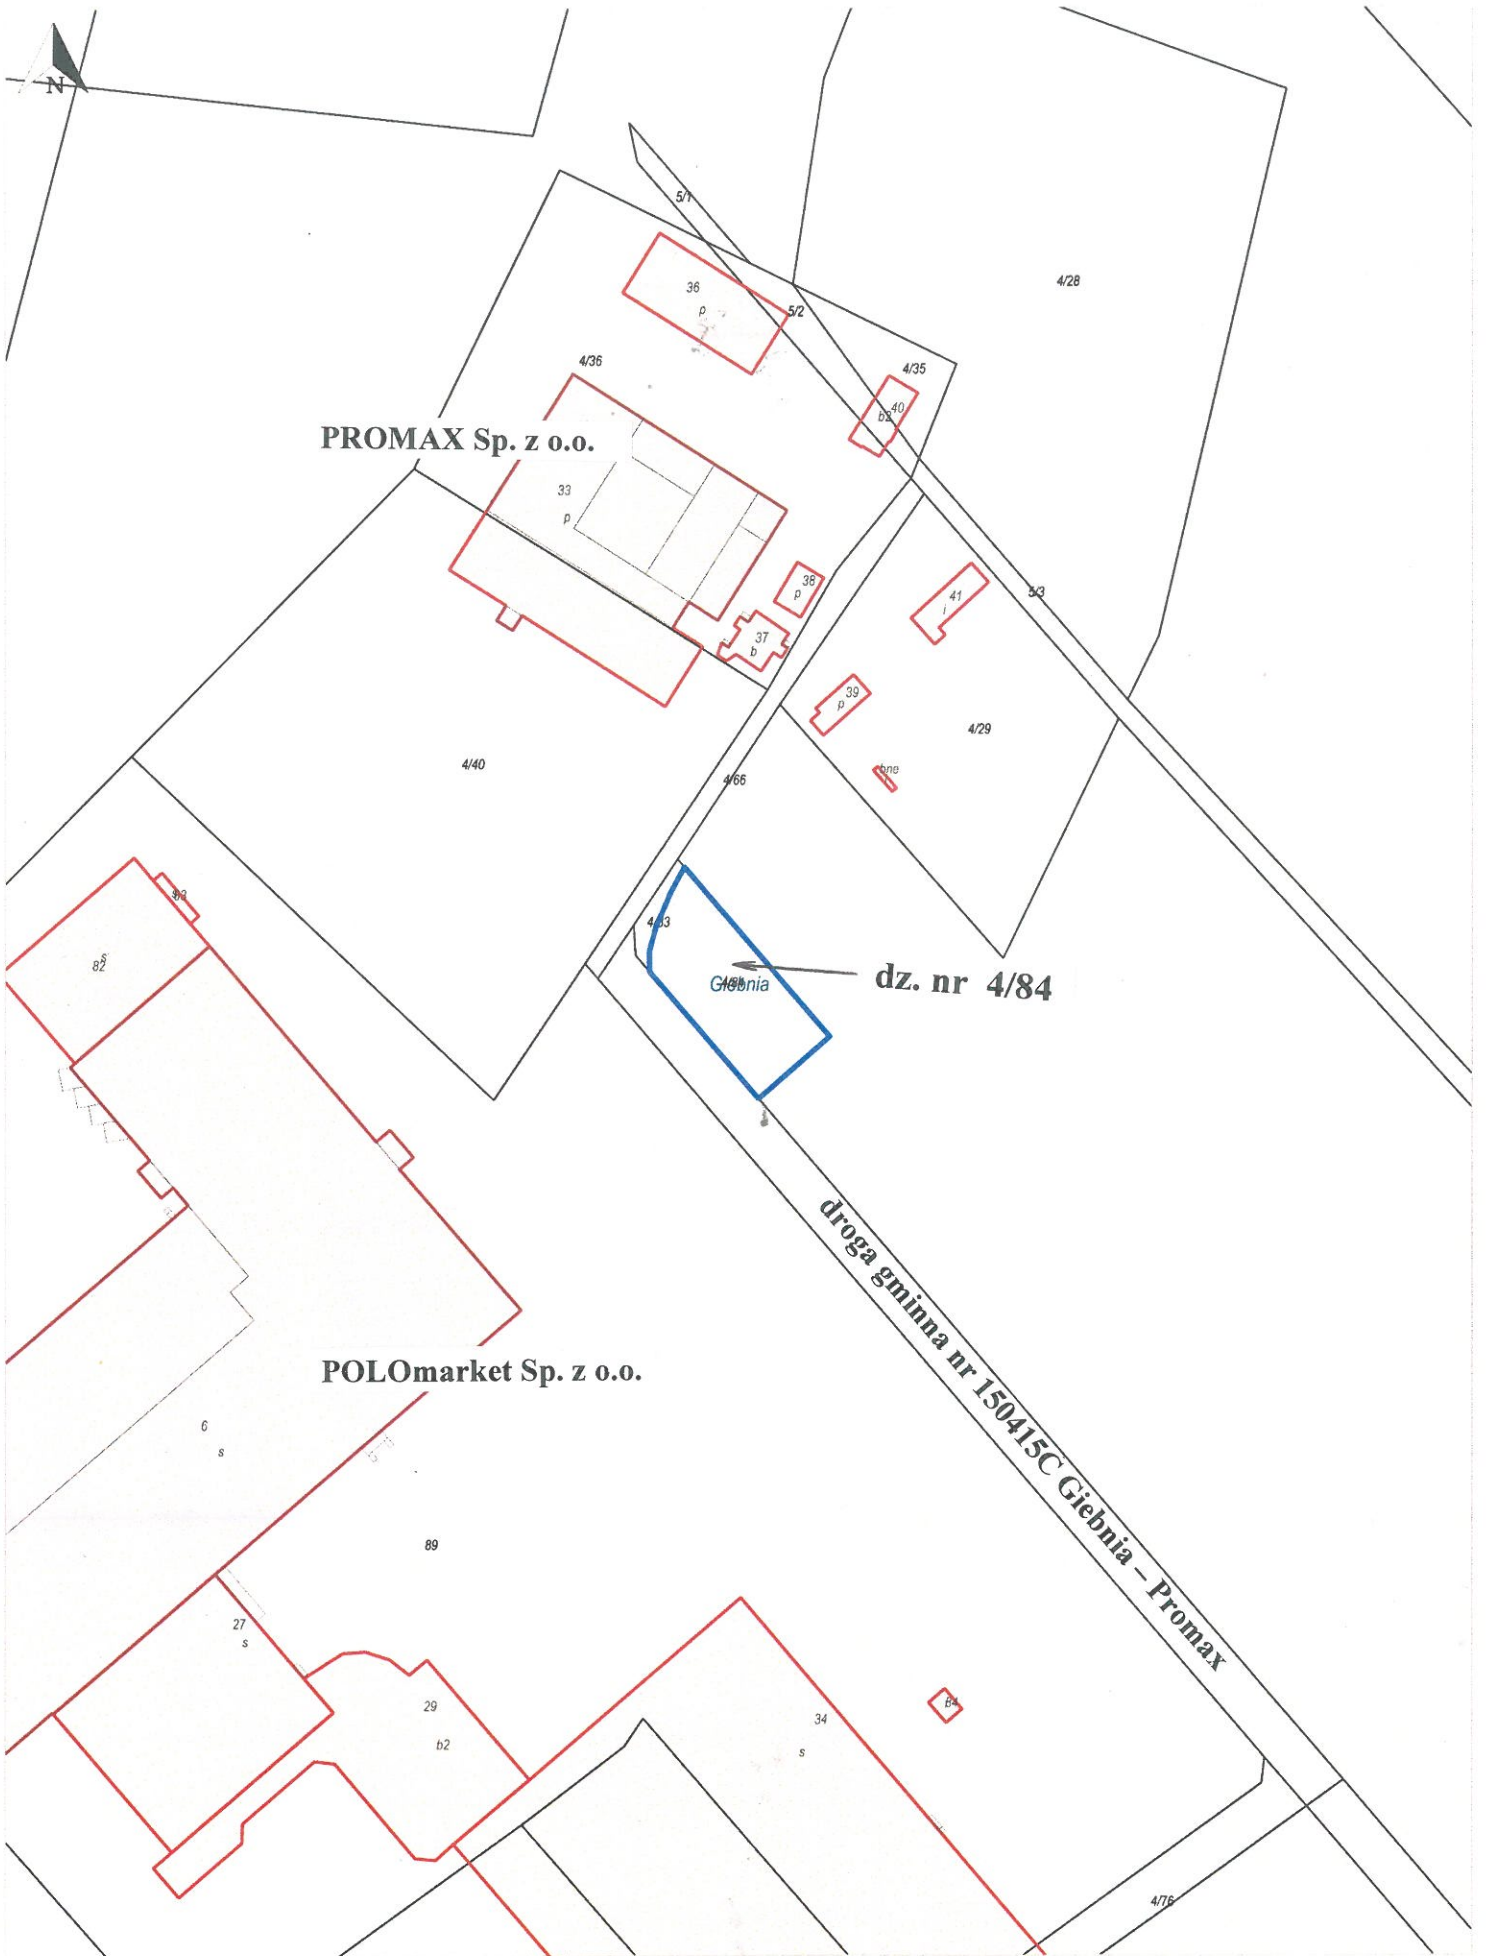 N
5/1
4/28
36
p
5/2
4/36
4/35
40
b2
PROMAX Sp. z o.o.
33
p
38
p
41
i
5/3
37
b
39
p
4/29
4/40
4/66
4/83
82
s
Giebnia
dz. nr 4/84
droga gminna nr 150415C Giebnia – Promax
POLOmarket Sp. z o.o.
6
s
89
27
s
29
b2
34
s
4/76